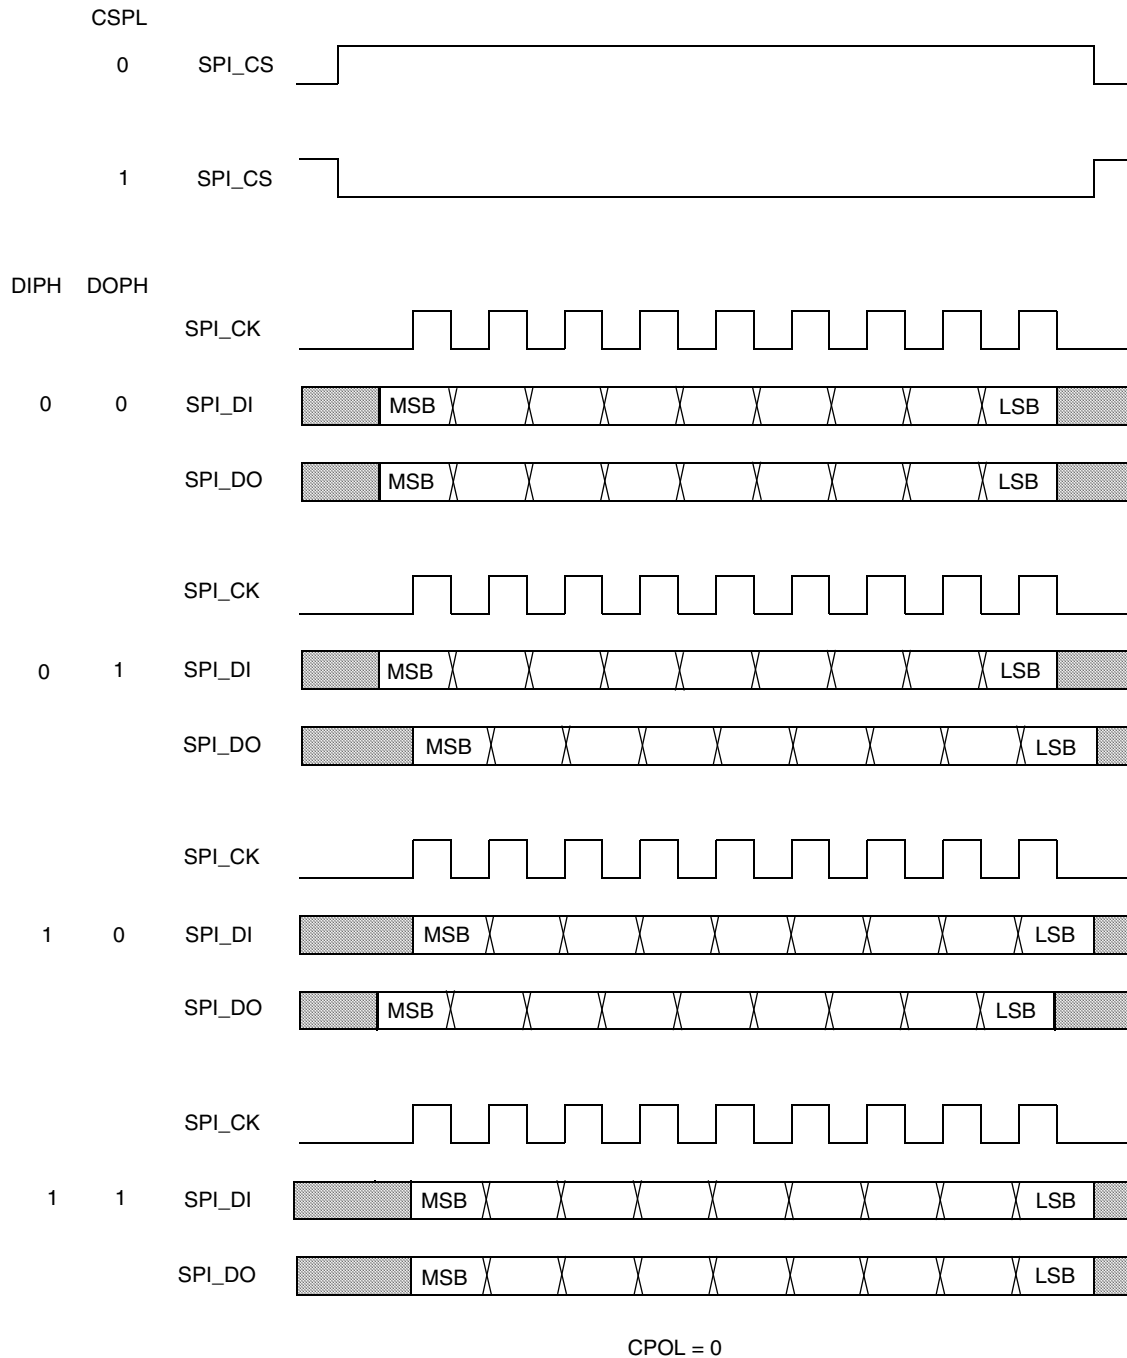 CSPL
0 SPI_CS
1 SPI_CS
DIPH DOPH
SPI_CK
0 0 SPI_DI MSB LSB
SPI_DO MSB LSB
SPI_CK
0 1 SPI_DI MSB LSB
SPI_DO MSB LSB
SPI_CK
1 0 SPI_DI MSB LSB
SPI_DO MSB LSB
SPI_CK
1 1 SPI_DI MSB LSB
SPI_DO MSB LSB
CPOL = 0